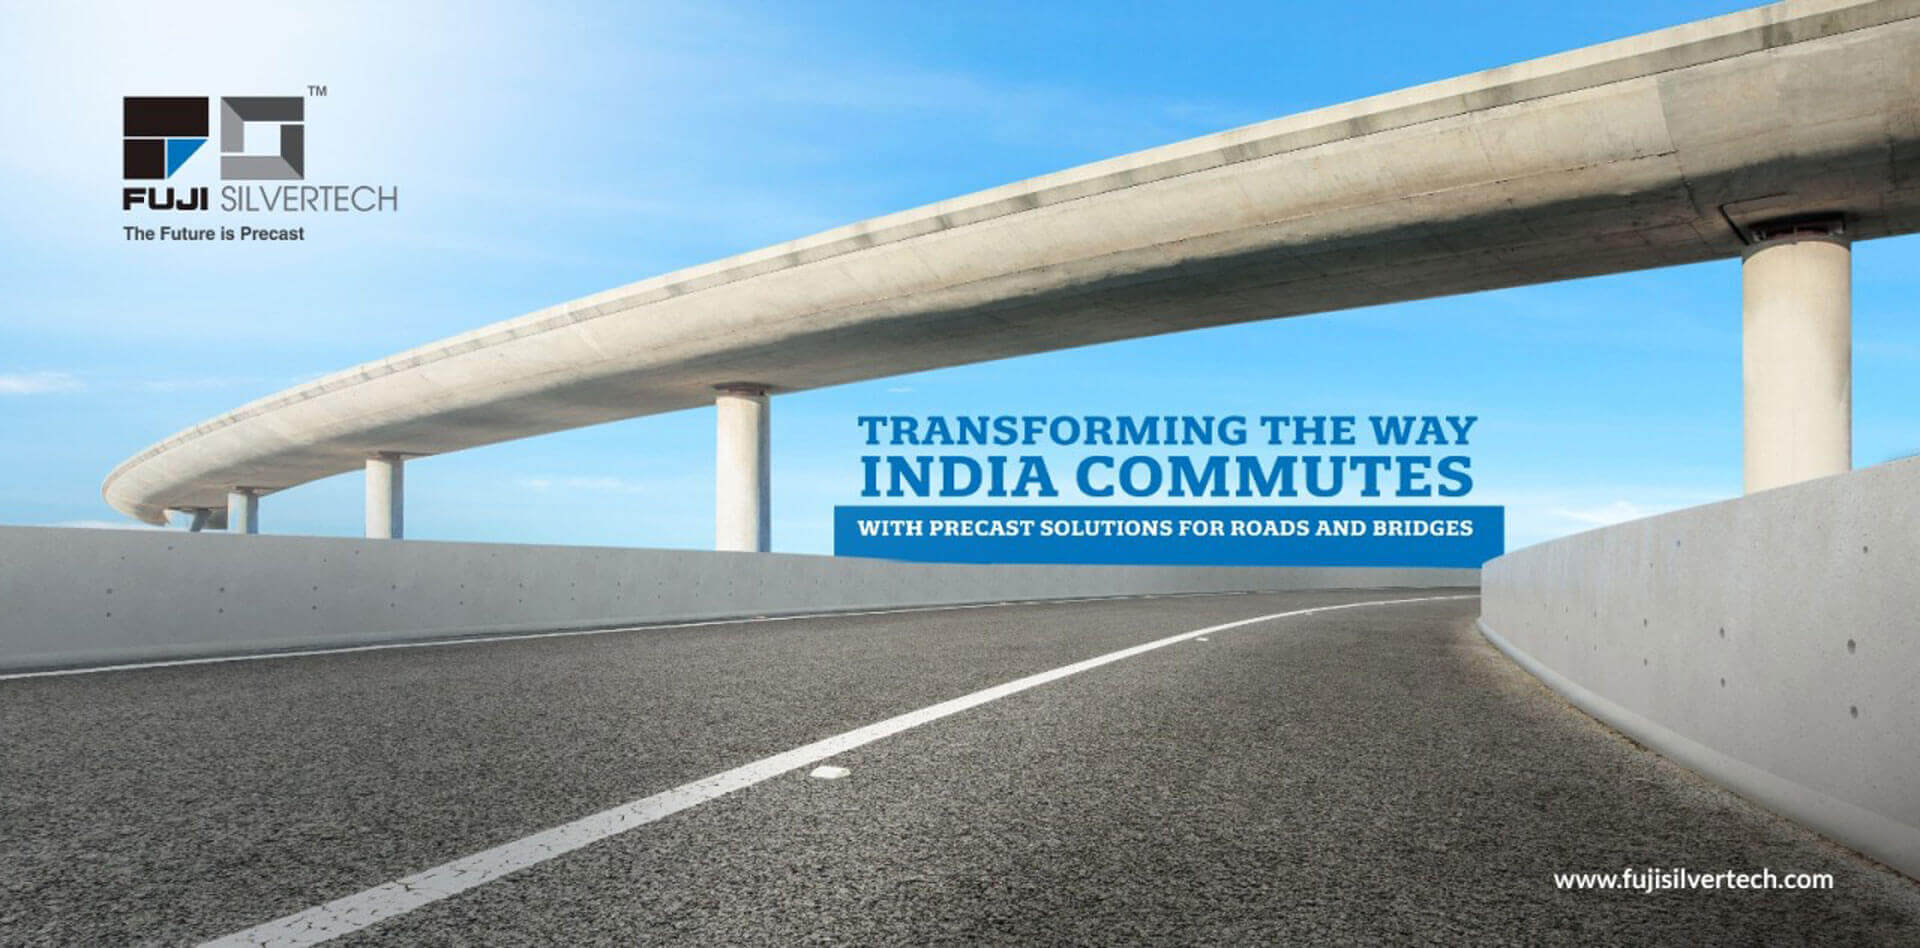 TM
FUJI SILVERTECH
The Future is Precast
TRANSFORMING THE WAY
INDIA COMMUTES
WITH PRECAST SOLUTIONS FOR ROADS AND BRIDGES
www.fujisilvertech.com